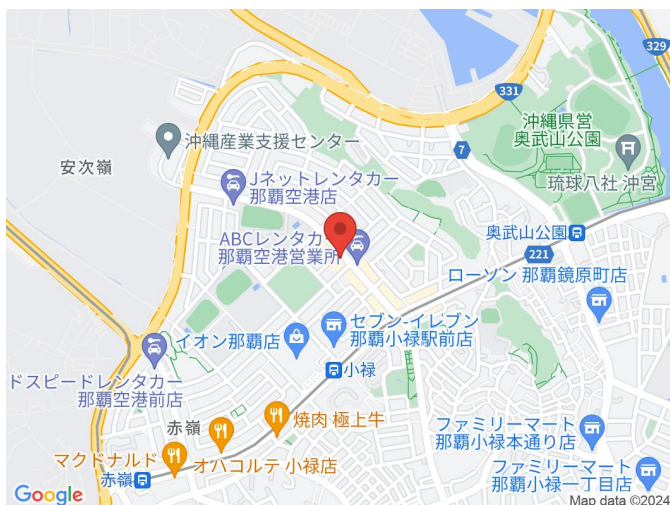 329
331
沖縄県営
奥武山公園
沖縄産業支援センター
7
安次嶺
琉球八社 沖宮
Jネットレンタカー
那覇空港店
奥武山公園
ABCレンタカー
那覇空港営業所
221
ローソン 那覇鏡原町店
セブン-イレブン
那覇小禄駅前店
イオン那覇店
小禄
ドスピードレンタカー
那覇空港前店
赤嶺
焼肉 極上牛
ファミリーマート
那覇小禄本通り店
マクドナルド
オハコルテ 小禄店
赤嶺
ファミリーマート
那覇小禄一丁目店
Google
Map data ©2024